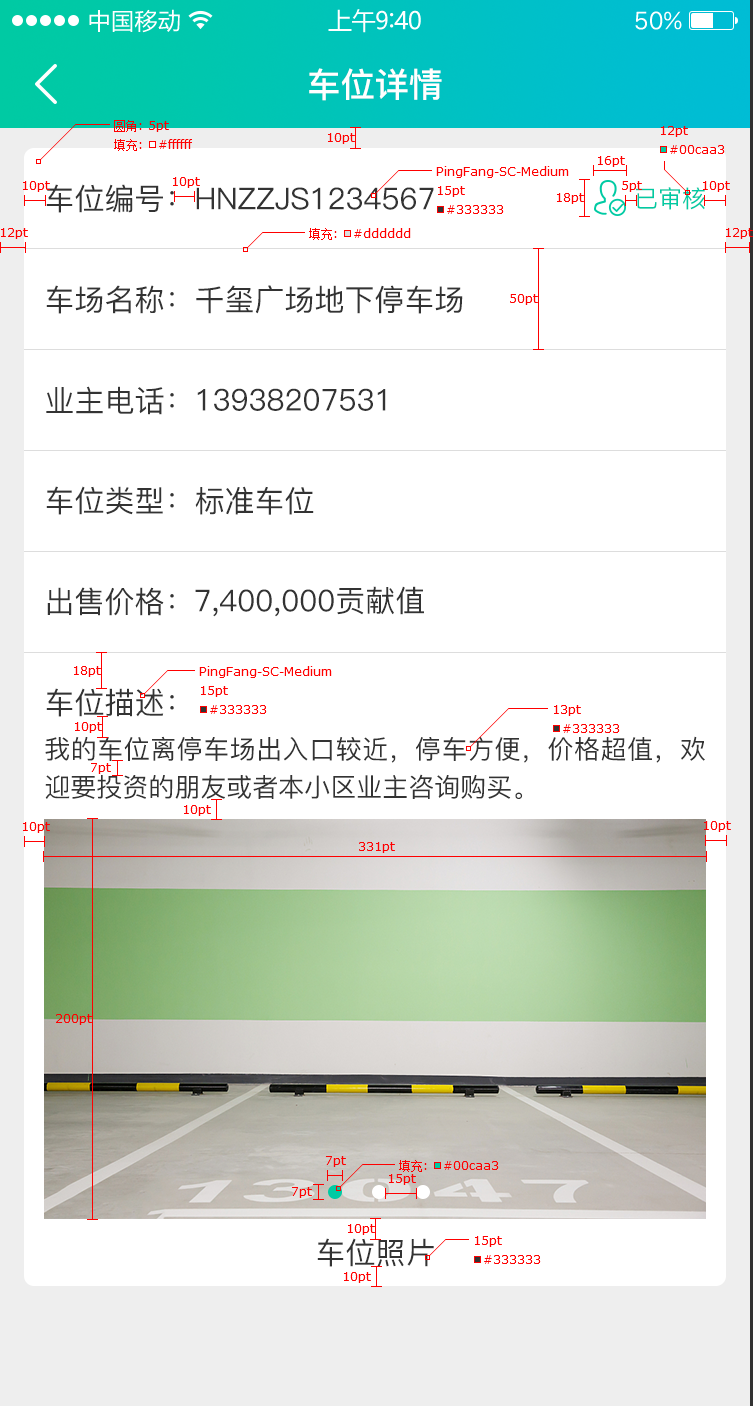 中国移动 上午9:40 50%
车位详情
圆角：5pt
填充：#ffffff
10pt
12pt
#00caa3
10pt
车位编号：HNZZJS1234567
10pt
PingFang-SC-Medium
15pt
#333333
16pt
18pt
5pt
已审核
10pt
12pt
填充：#dddddd
12pt
车场名称：千玺广场地下停车场
50pt
业主电话：13938207531
车位类型：标准车位
出售价格：7,400,000贡献值
18pt
PingFang-SC-Medium
15pt
#333333
车位描述：
10pt
13pt
#333333
我的车位离停车场出入口较近，停车方便，价格超值，欢
7pt
迎要投资的朋友或者本小区业主咨询购买。
10pt
10pt
10pt
331pt
200pt
7pt
填充：#00caa3
7pt
15pt
13047
10pt
车位照片
15pt
#333333
10pt